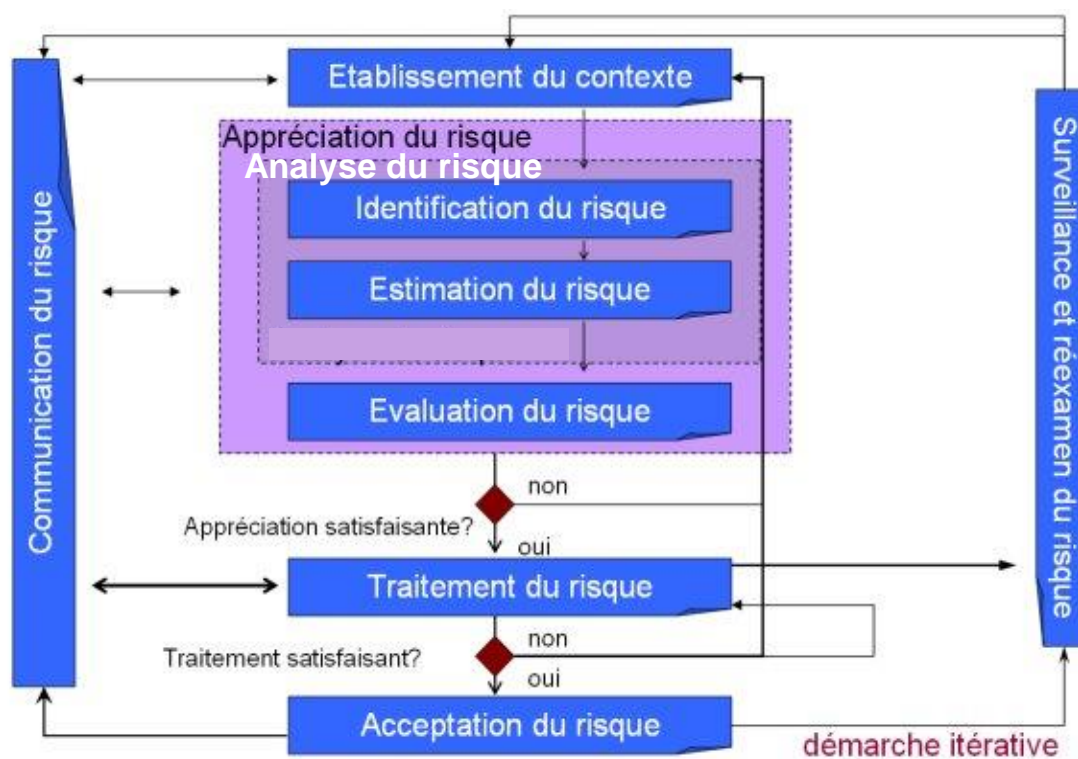 Etablissement du contexte
Appréciation du risque
Analyse du risque
Identification du risque
Estimation du risque
Evaluation du risque
non
Appréciation satisfaisante?
oui
Traitement du risque
non
Traitement satisfaisant?
oui
Acceptation du risque
démarche itérative
Communication du risque
Surveillance et réexamen du risque